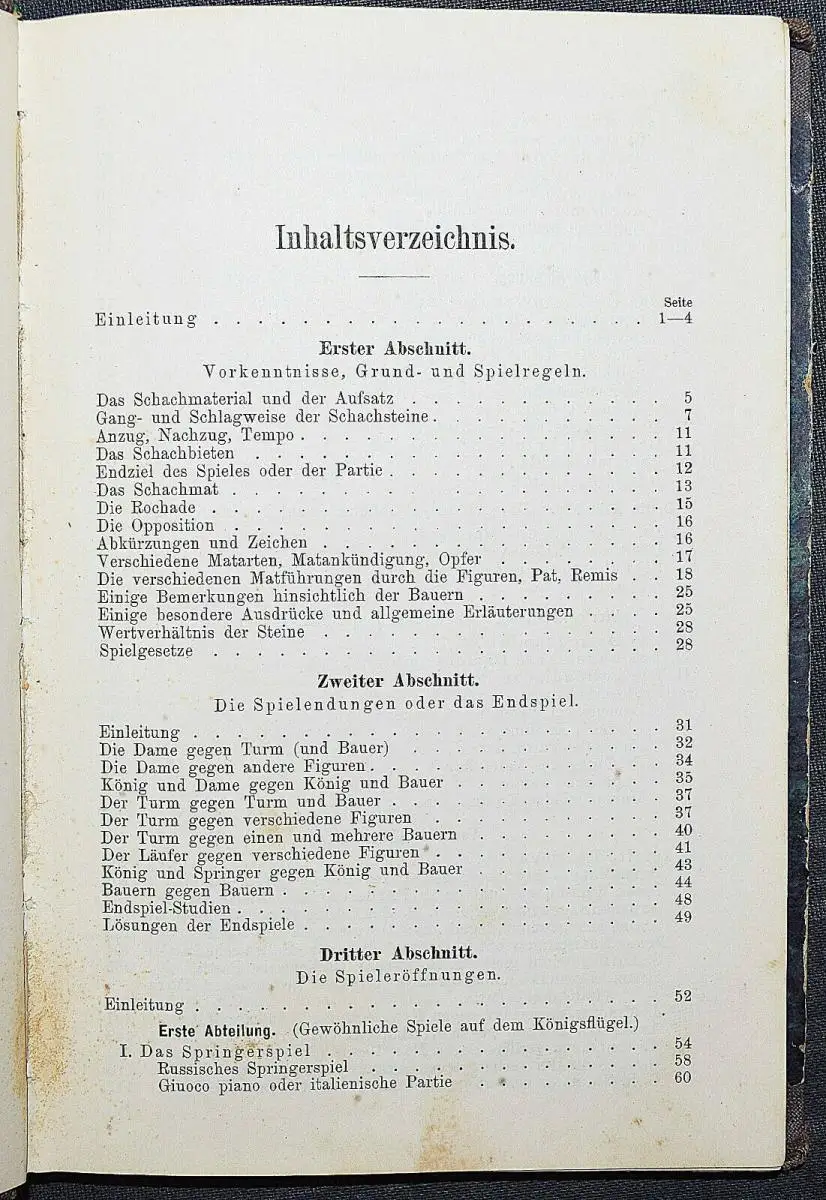 Inhaltsverzeichnis.
Seite
Einleitung . . . . . . . . . . . . . . . . . . . . 1—4
Erster Abschnitt.
Vorkenntnisse, Grund- und Spielregeln.
Das Schachmaterial und der Aufsatz . . . . . . . . . . . . 5
Gang- und Schlagweise der Schachsteine . . . . . . . . . . . 7
Anzug, Nachzug, Tempo . . . . . . . . . . . . . . . . 11
Das Schachbieten . . . . . . . . . . . . . . . . . . 11
Endziel des Spieles oder der Partie . . . . . . . . . . . . 12
Das Schachmat . . . . . . . . . . . . . . . . . . . 13
Die Rochade . . . . . . . . . . . . . . . . . . . . 15
Die Opposition . . . . . . . . . . . . . . . . . . . 16
Abkürzungen und Zeichen . . . . . . . . . . . . . . . 16
Verschiedene Matarten, Matankündigung, Opfer . . . . . . . . 17
Die verschiedenen Matführungen durch die Figuren, Pat, Remis . . 18
Einige Bemerkungen hinsichtlich der Bauern . . . . . . . . . 25
Einige besondere Ausdrücke und allgemeine Erläuterungen . . . . 25
Wertverhältnis der Steine . . . . . . . . . . . . . . . 28
Spielgesetze . . . . . . . . . . . . . . . . . . . . 28
Zweiter Abschnitt.
Die Spielendungen oder das Endspiel.
Einleitung . . . . . . . . . . . . . . . . . . . . . 31
Die Dame gegen Turm (und Bauer) . . . . . . . . . . . . 32
Die Dame gegen andere Figuren . . . . . . . . . . . . . 34
König und Dame gegen König und Bauer . . . . . . . . . . 35
Der Turm gegen Turm und Bauer . . . . . . . . . . . . . 37
Der Turm gegen verschiedene Figuren . . . . . . . . . . . 37
Der Turm gegen einen und mehrere Bauern . . . . . . . . . 40
Der Läufer gegen verschiedene Figuren . . . . . . . . . . . 41
König und Springer gegen König und Bauer . . . . . . . . . 43
Bauern gegen Bauern . . . . . . . . . . . . . . . . . 44
Endspiel-Studien . . . . . . . . . . . . . . . . . . . 48
Lösungen der Endspiele . . . . . . . . . . . . . . . . 49
Dritter Abschnitt.
Die Spieleröffnungen.
Einleitung . . . . . . . . . . . . . . . . . . . . . 52
Erste Abteilung. (Gewöhnliche Spiele auf dem Königsflügel.)
I. Das Springerspiel . . . . . . . . . . . . . . . . 54
Russisches Springerspiel . . . . . . . . . . . . . . 58
Giuoco piano oder italienische Partie . . . . . . . . . 60